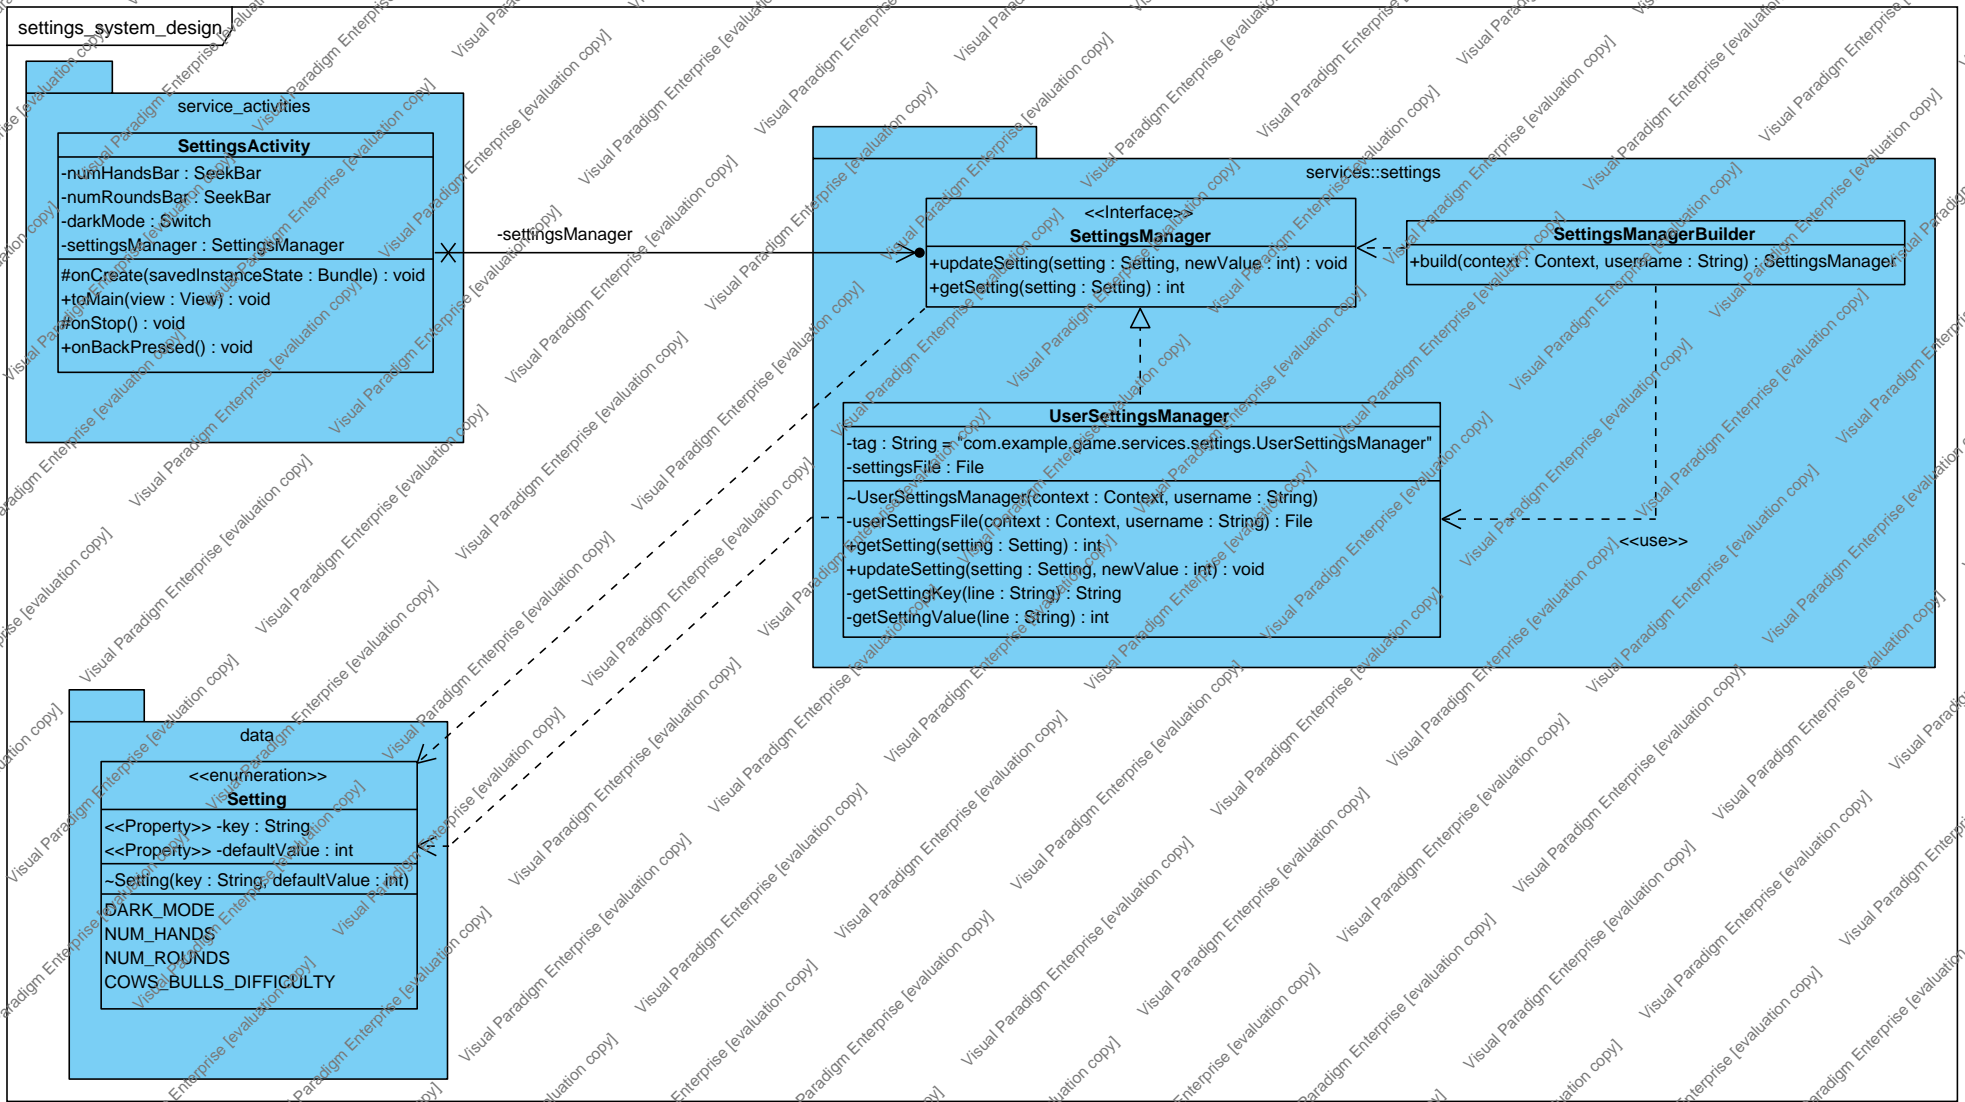 settings_system_design
service_activities
SettingsActivity
-numHandsBar : SeekBar
-numRoundsBar : SeekBar
-darkMode : Switch
-settingsManager : SettingsManager
#onCreate(savedInstanceState : Bundle) : void
+toMain(view : View) : void
#onStop() : void
+onBackPressed() : void
-settingsManager
services::settings
<<Interface>>
SettingsManager
+updateSetting(setting : Setting, newValue : int) : void
+getSetting(setting : Setting) : int
SettingsManagerBuilder
+build(context : Context, username : String) : SettingsManager
UserSettingsManager
-tag : String = "com.example.game.services.settings.UserSettingsManager"
-settingsFile : File
~UserSettingsManager(context : Context, username : String)
-userSettingsFile(context : Context, username : String) : File
+getSetting(setting : Setting) : int
+updateSetting(setting : Setting, newValue : int) : void
-getSettingKey(line : String) : String
-getSettingValue(line : String) : int
<<use>>
data
<<enumeration>>
Setting
<<Property>> -key : String
<<Property>> -defaultValue : int
~Setting(key : String, defaultValue : int)
DARK_MODE
NUM_HANDS
NUM_ROUNDS
COWS_BULLS_DIFFICULTY
Visual Paradigm Enterprise [evaluation copy]